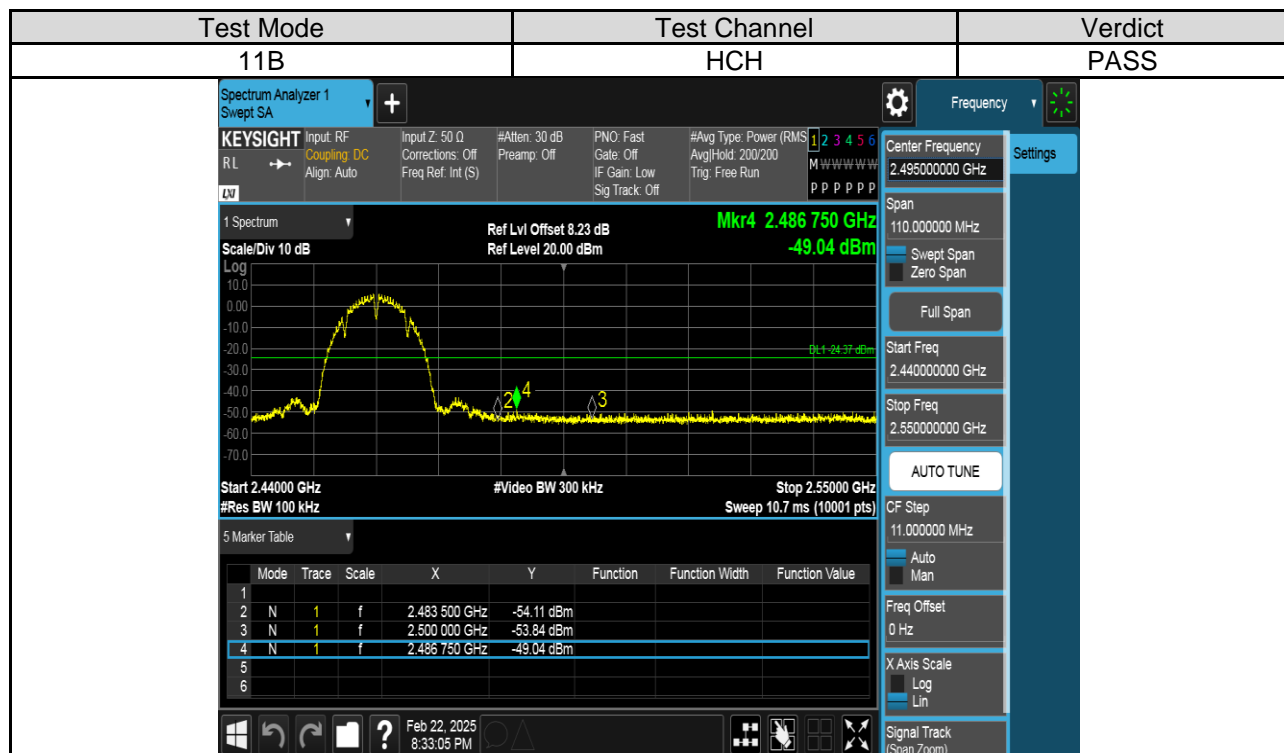 Test Mode Test Channel Verdict
11B HCH PASS
Spectrum Analyzer 1
Swept SA
+
Frequency
KEYSIGHT Input: RF Input Z: 50 Ω #Atten: 30 dB PNO: Fast #Avg Type: Power (RMS 1 2 3 4 5 6
RL Coupling: DC Corrections: Off Preamp: Off Gate: Off Avg|Hold: 200/200 M W W W W W
Align: Auto Freq Ref: Int (S) IF Gain: Low Trig: Free Run
LXI Sig Track: Off P P P P P P
Center Frequency
2.495000000 GHz
Settings
Span
110.000000 MHz
Swept Span
Zero Span
Full Span
Start Freq
2.440000000 GHz
Stop Freq
2.550000000 GHz
AUTO TUNE
CF Step
11.000000 MHz
Auto
Man
Freq Offset
0 Hz
X Axis Scale
Log
Lin
Signal Track
(Span Zoom)
1 Spectrum
Ref Lvl Offset 8.23 dB
Mkr4 2.486 750 GHz
Scale/Div 10 dB Ref Level 20.00 dBm -49.04 dBm
Log
10.0
0.00
-10.0
-20.0
DL1 -24.37 dBm
-30.0
-40.0
2 4 3
-50.0
-60.0
-70.0
Start 2.44000 GHz #Video BW 300 kHz Stop 2.55000 GHz
#Res BW 100 kHz Sweep 10.7 ms (10001 pts)
5 Marker Table
Mode Trace Scale X Y Function Function Width Function Value
1
2 N 1 f 2.483 500 GHz -54.11 dBm
3 N 1 f 2.500 000 GHz -53.84 dBm
4 N 1 f 2.486 750 GHz -49.04 dBm
5
6
? Feb 22, 2025
8:33:05 PM